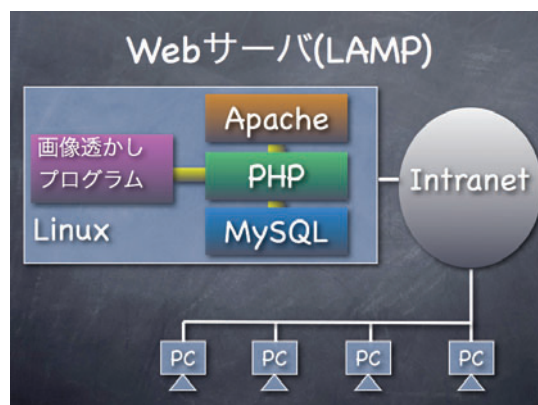 Webサーバ(LAMP)
Apache
画像透かし
プログラム
PHP
Intranet
Linux
MySQL
PC
PC
PC
PC